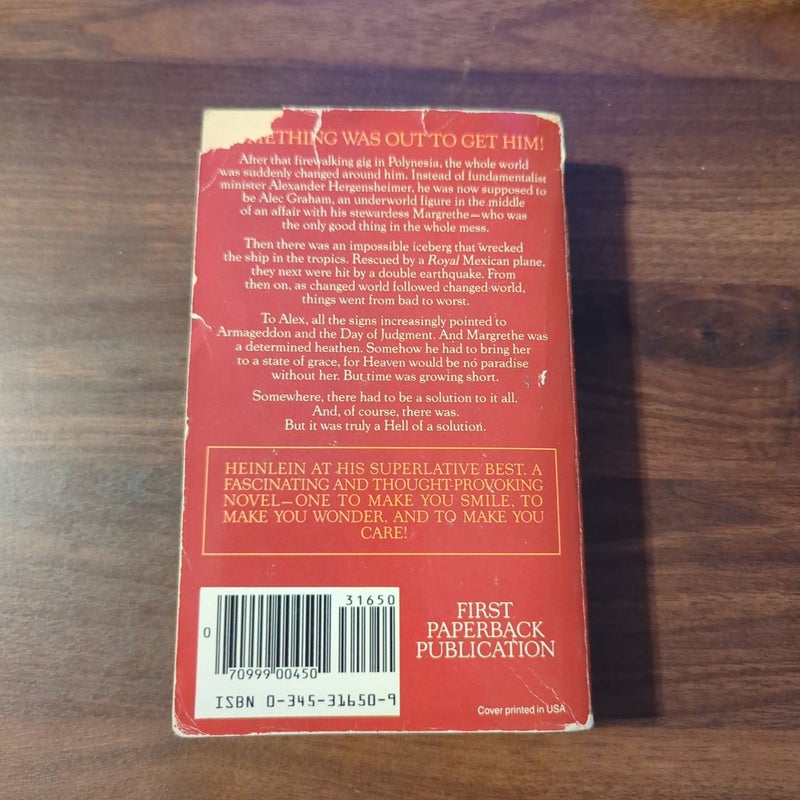 METHING WAS OUT TO GET HIM!
After that firewalking gig in Polynesia, the whole world
was suddenly changed around him. Instead of fundamentalist
minister Alexander Hergensheimer, he was now supposed to
be Alec Graham, an underworld figure in the middle
of an affair with his stewardess Margrethe—who was
the only good thing in the whole mess.
Then there was an impossible iceberg that wrecked
the ship in the tropics. Rescued by a Royal Mexican plane,
they next were hit by a double earthquake. From
then on, as changed world followed changed world,
things went from bad to worst.
To Alex, all the signs increasingly pointed to
Armageddon and the Day of Judgment. And Margrethe was
a determined heathen. Somehow he had to bring her
to a state of grace, for Heaven would be no paradise
without her. But time was growing short.
Somewhere, there had to be a solution to it all.
And, of course, there was.
But it was truly a Hell of a solution.
HEINLEIN AT HIS SUPERLATIVE BEST. A
FASCINATING AND THOUGHT-PROVOKING
NOVEL—ONE TO MAKE YOU SMILE, TO
MAKE YOU WONDER, AND TO MAKE YOU
CARE!
31650
0
70999 00450
ISBN 0-345-31650-9
FIRST
PAPERBACK
PUBLICATION
Cover printed in USA